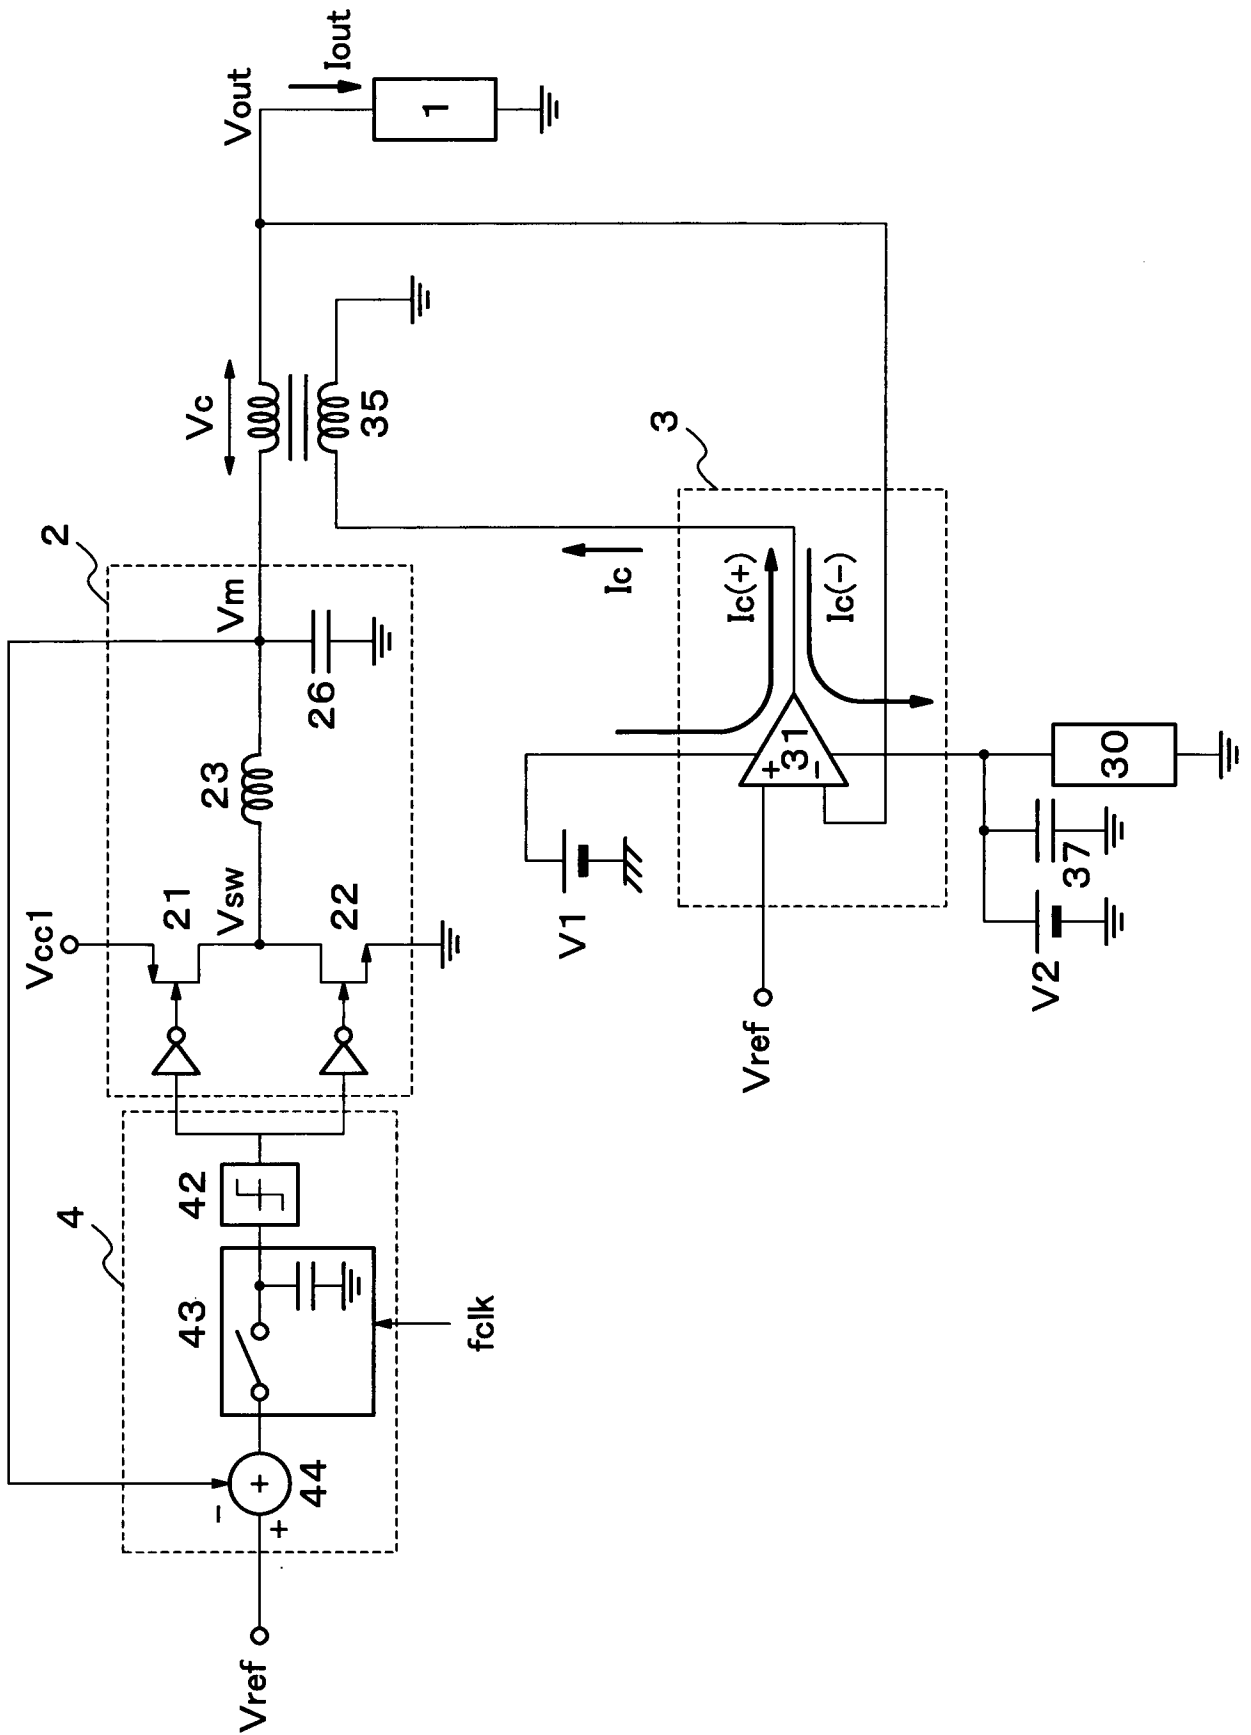 2
Vcc1
4
21
Vsw
23
Vm
Vc
Vout
Iout
Vref
+
-
+
44
43
42
22
26
35
1
fclk
3
Ic
V1
Ic(+)
Vref
+
-
31
Ic(-)
V2
37
30